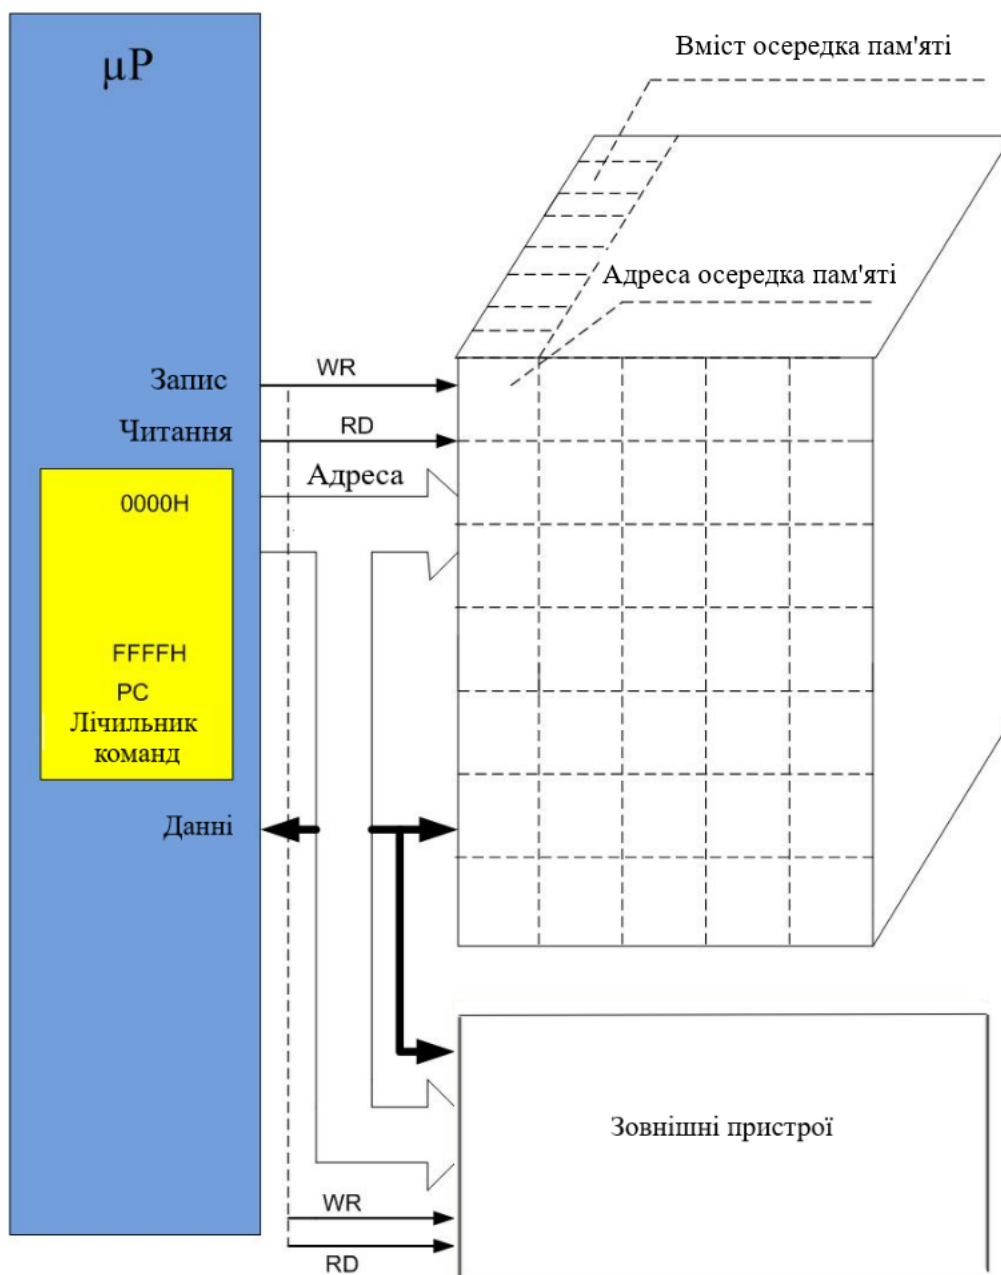 μP
Вміст осередка пам'яті
Адреса осередка пам'яті
Запис
WR
Читання
RD
Адреса
0000H
FFFFH
PC
Лічильник
команд
Данні
Зовнішні пристрої
WR
RD